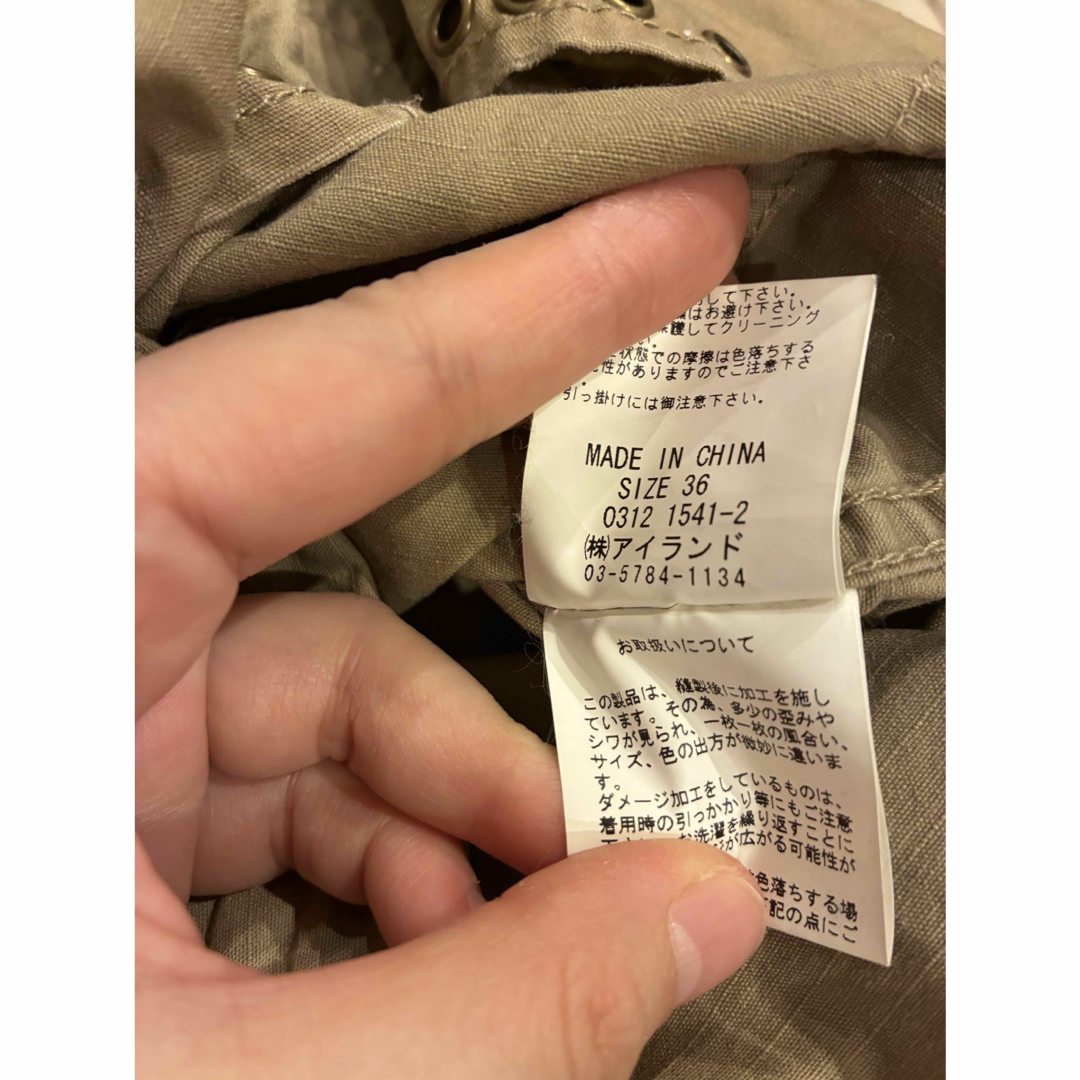 して下さい。
はお避け下さい。
護してクリーニング
い。
状態での摩擦は色落ちする
性がありますのでご注意下さ
引っ掛けには御注意下さい。
MADE IN CHINA
SIZE 36
0312 1541-2
(株)アイランド
03-5784-1134
お取扱いについて
この製品は、縫製後に加工を施し
ています。その為、多少の歪みや
シワが見られ、一枚一枚の風合い、
サイズ、色の出方が微妙に違いま
す。
ダメージ加工をしているものは、
着用時の引っかかり等にもご注意
お洗濯を繰り返すことに
が広がる可能性が
色落ちする場
記の点にご